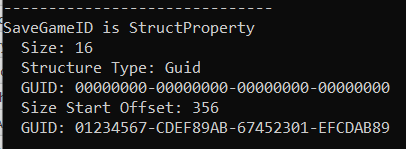 ------------------------------
SaveGameID is StructProperty
Size: 16
Structure Type: Guid
GUID: 00000000-00000000-00000000-00000000
Size Start Offset: 356
GUID: 01234567-CDEF89AB-67452301-EFCDAB89